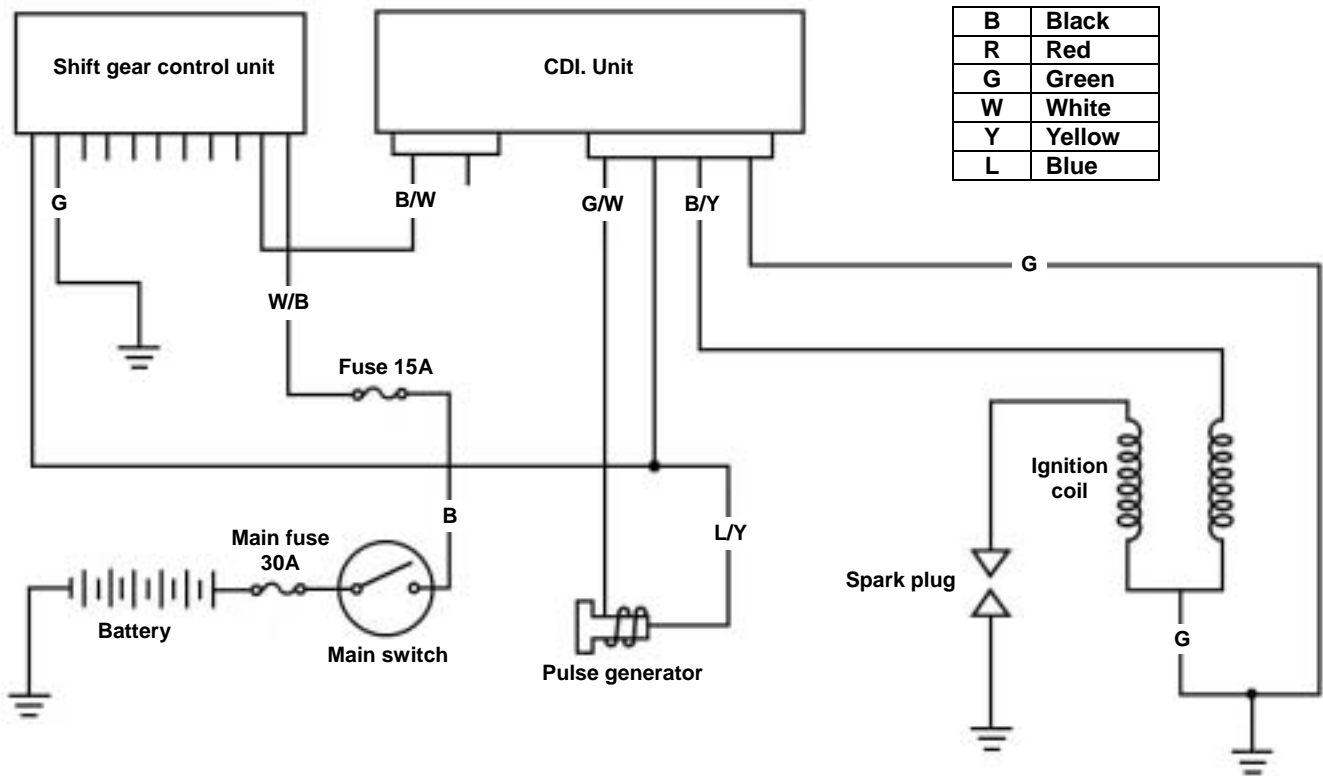 Shift gear control unit
CDI. Unit
B Black
R Red
G Green
W White
Y Yellow
L Blue
G
B/W
G/W
B/Y
G
W/B
Fuse 15A
Ignition
coil
B
L/Y
Main fuse
30A
Spark plug
Battery
Main switch
Pulse generator
G